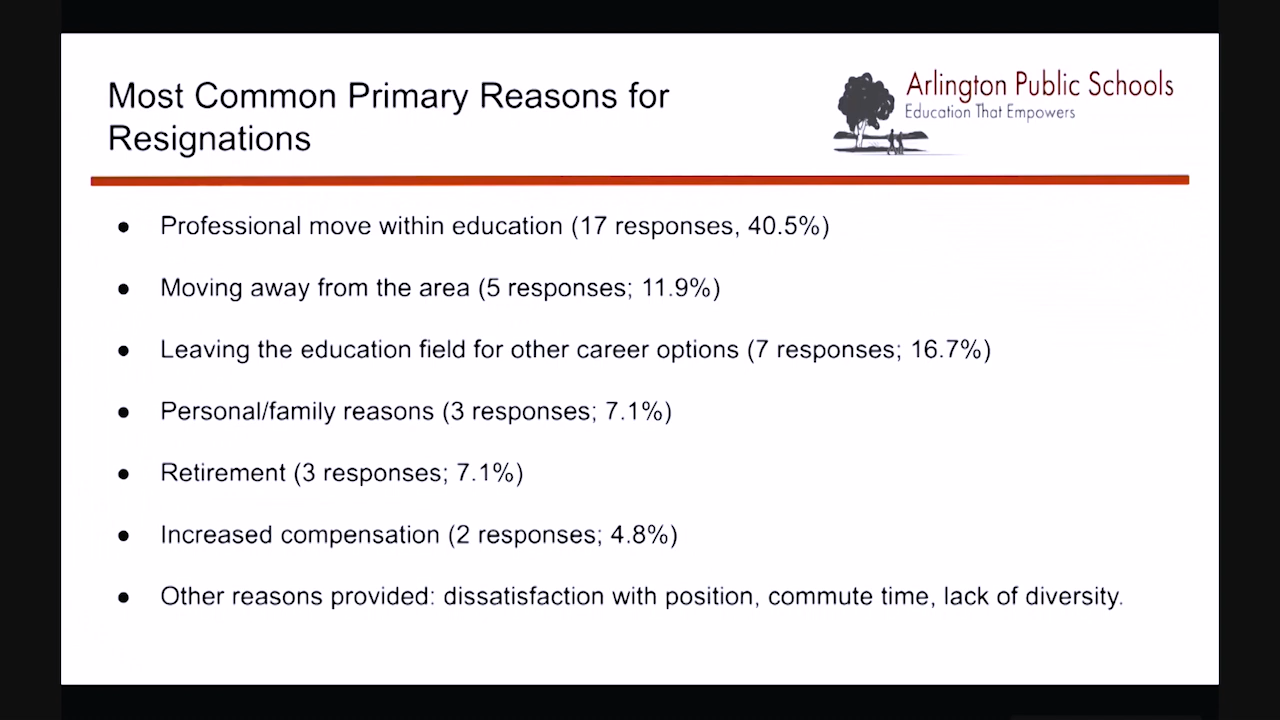 Most Common Primary Reasons for
Resignations
Arlington Public Schools
Education That Empowers
● Professional move within education (17 responses, 40.5%)
● Moving away from the area (5 responses; 11.9%)
● Leaving the education field for other career options (7 responses; 16.7%)
● Personal/family reasons (3 responses; 7.1%)
● Retirement (3 responses; 7.1%)
● Increased compensation (2 responses; 4.8%)
● Other reasons provided: dissatisfaction with position, commute time, lack of diversity.